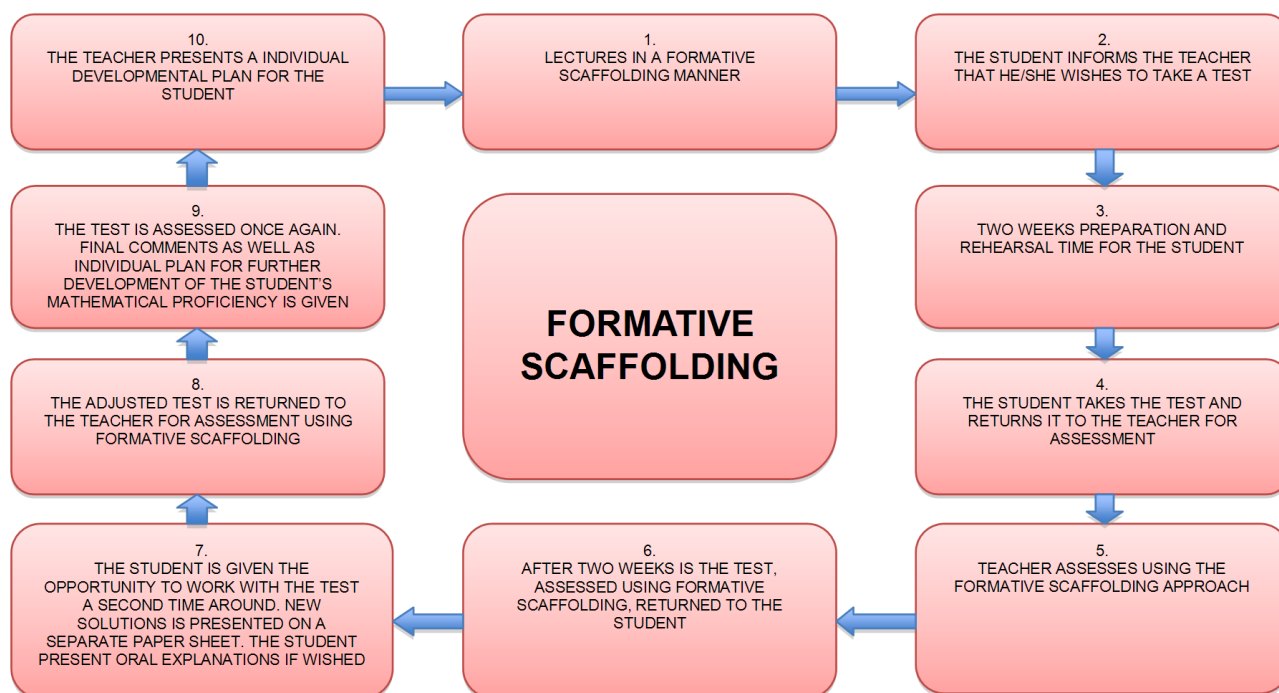 10.
THE TEACHER PRESENTS A INDIVIDUAL
DEVELOPMENTAL PLAN FOR THE
STUDENT
1.
LECTURES IN A FORMATIVE
SCAFFOLDING MANNER
2.
THE STUDENT INFORMS THE TEACHER
THAT HE/SHE WISHES TO TAKE A TEST
9.
THE TEST IS ASSESSED ONCE AGAIN.
FINAL COMMENTS AS WELL AS
INDIVIDUAL PLAN FOR FURTHER
DEVELOPMENT OF THE STUDENT'S
MATHEMATICAL PROFICIENCY IS GIVEN
3.
TWO WEEKS PREPARATION AND
REHEARSAL TIME FOR THE STUDENT
FORMATIVE
SCAFFOLDING
8.
THE ADJUSTED TEST IS RETURNED TO
THE TEACHER FOR ASSESSMENT USING
FORMATIVE SCAFFOLDING
4.
THE STUDENT TAKES THE TEST AND
RETURNS IT TO THE TEACHER FOR
ASSESSMENT
7.
THE STUDENT IS GIVEN THE
OPPORTUNITY TO WORK WITH THE TEST
A SECOND TIME AROUND. NEW
SOLUTIONS IS PRESENTED ON A
SEPARATE PAPER SHEET. THE STUDENT
PRESENT ORAL EXPLANATIONS IF WISHED
6.
AFTER TWO WEEKS IS THE TEST,
ASSESSED USING FORMATIVE
SCAFFOLDING, RETURNED TO THE
STUDENT
5.
TEACHER ASSESSES USING THE
FORMATIVE SCAFFOLDING APPROACH